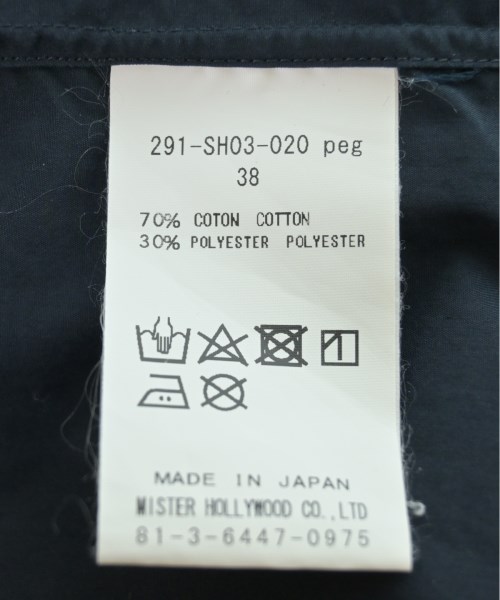 291-SH03-020 peg
38
70% COTON COTTON
30% POLYESTER POLYESTER
MADE IN JAPAN
MISTER HOLLYWOOD CO.,LTD
81-3-6447-0975